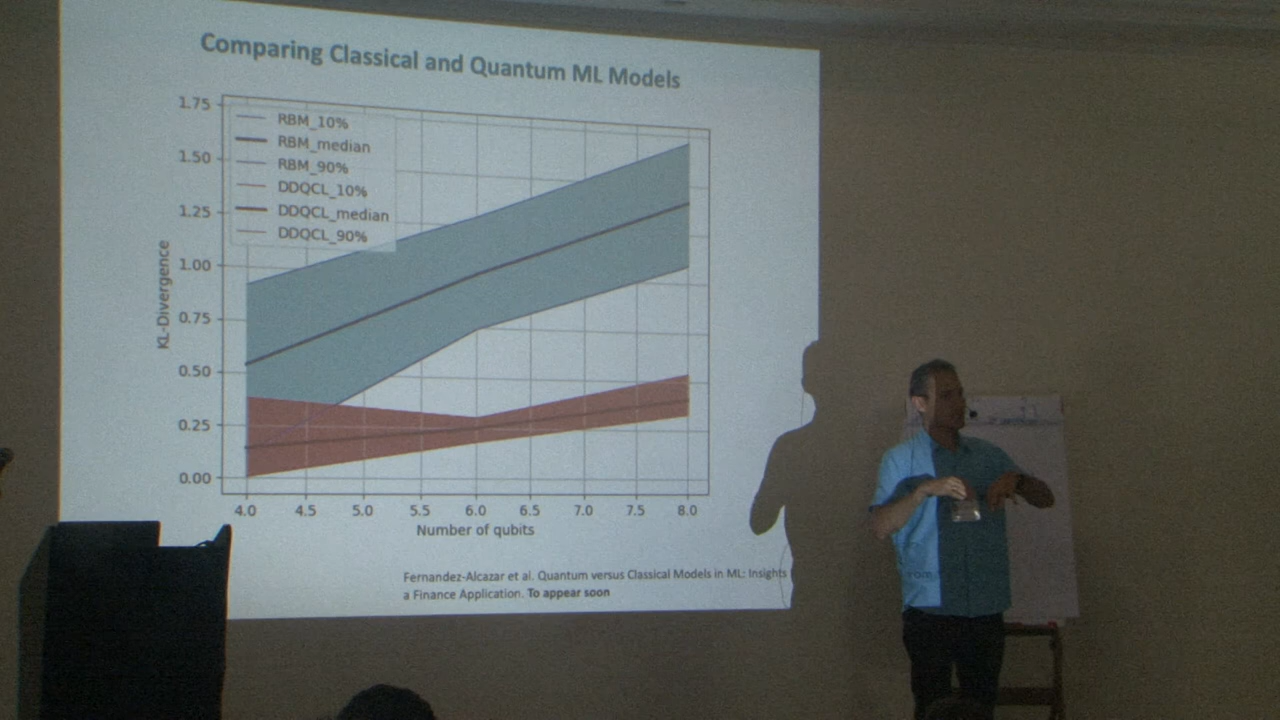 Comparing Classical and Quantum ML Models
1.75
1.50
1.25
1.00
0.75
0.50
0.25
0.00
KL-Divergence
RBM_10%
RBM_median
RBM_90%
DDQCL_10%
DDQCL_median
DDQCL_90%
4.0 4.5 5.0 5.5 6.0 6.5 7.0 7.5 8.0
Number of qubits
Fernandez-Alcazar et al. Quantum versus Classical Models in ML: Insights
a Finance Application. To appear soon